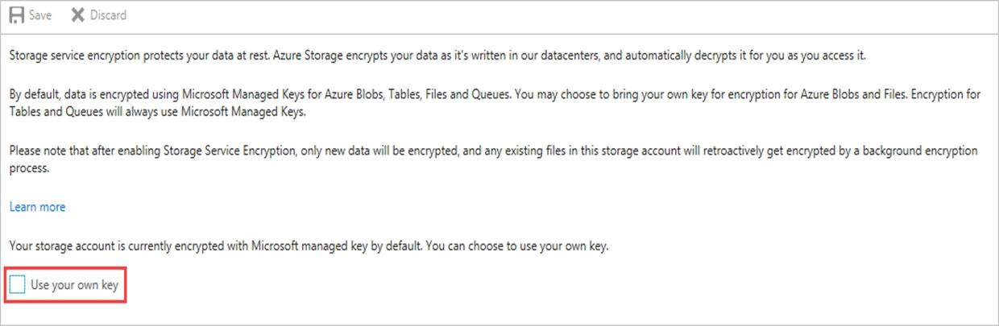 Save Discard
Storage service encryption protects your data at rest. Azure Storage encrypts your data as it's written in our datacenters, and automatically decrypts it for you as you access it.
By default, data is encrypted using Microsoft Managed Keys for Azure Blobs, Tables, Files and Queues. You may choose to bring your own key for encryption for Azure Blobs and Files. Encryption for
Tables and Queues will always use Microsoft Managed Keys.
Please note that after enabling Storage Service Encryption, only new data will be encrypted, and any existing files in this storage account will retroactively get encrypted by a background encryption
process.
Learn more
Your storage account is currently encrypted with Microsoft managed key by default. You can choose to use your own key.
Use your own key